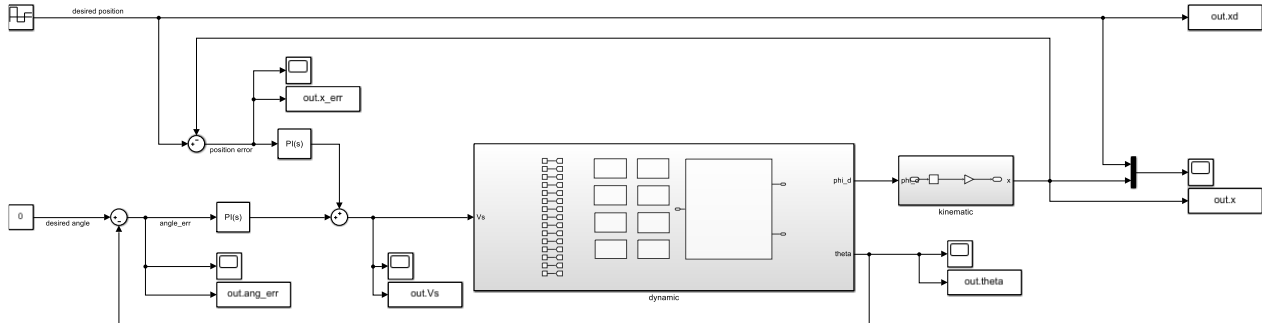 desired position
out.xd
out.x_err
position error
PI(s)
Vs
phi_d
phi_d
x
kinematic
out.x
0
desired angle
angle_err
PI(s)
theta
out.ang_err
out.Vs
out.theta
dynamic